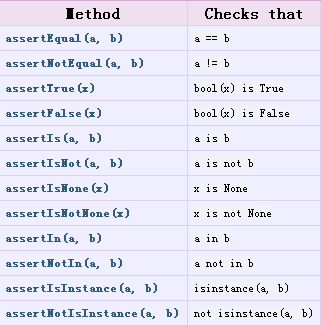 Method Checks that
assertEqual(a, b) a == b
assertNotEqual(a, b) a != b
assertTrue(x) bool(x) is True
assertFalse(x) bool(x) is False
assertIs(a, b) a is b
assertIsNot(a, b) a is not b
assertIsNone(x) x is None
assertIsNotNone(x) x is not None
assertIn(a, b) a in b
assertNotIn(a, b) a not in b
assertIsInstance(a, b) isinstance(a, b)
assertNotIsInstance(a, b) not isinstance(a, b)